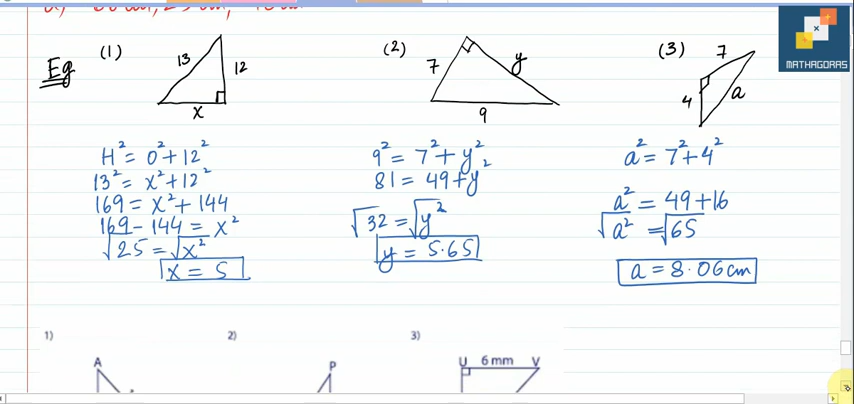 Eg
(1)
13
12
x
H² = 0² + 12²
13² = x² + 12²
169 = x² + 144
169 - 144 = x²
√25 = √x²
x = 5
(2)
7
y
9
9² = 7² + y²
81 = 49 + y²
√32 = √y²
y = 5.65
(3)
7
4
a
a² = 7² + 4²
a² = 49 + 16
√a² = √65
a = 8.06cm
MATHAGORAS
1)
A
2)
P
3)
U 6 mm V